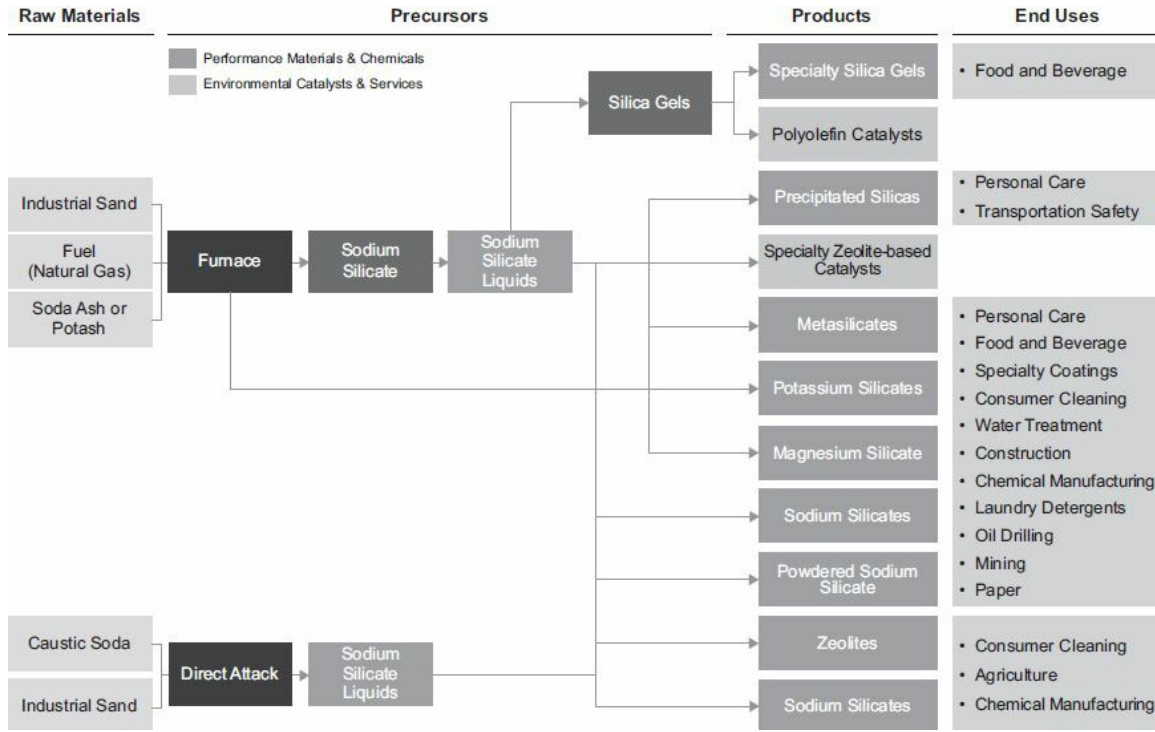 Raw Materials
Precursors
Products
End Uses
Performance Materials & Chemicals
Environmental Catalysts & Services
Industrial Sand
Fuel
(Natural Gas)
Soda Ash or
Potash
Furnace
Sodium
Silicate
Sodium
Silicate
Liquids
Silica Gels
Specialty Silica Gels
Polyolefin Catalysts
Precipitated Silicas
Specialty Zeolite-based
Catalysts
Metasilicates
Potassium Silicates
Magnesium Silicate
Sodium Silicates
Powdered Sodium
Silicate
Zeolites
Sodium Silicates
• Food and Beverage
• Personal Care
• Transportation Safety
• Personal Care
• Food and Beverage
• Specialty Coatings
• Consumer Cleaning
• Water Treatment
• Construction
• Chemical Manufacturing
• Laundry Detergents
• Oil Drilling
• Mining
• Paper
• Consumer Cleaning
• Agriculture
• Chemical Manufacturing
Caustic Soda
Industrial Sand
Direct Attack
Sodium
Silicate
Liquids